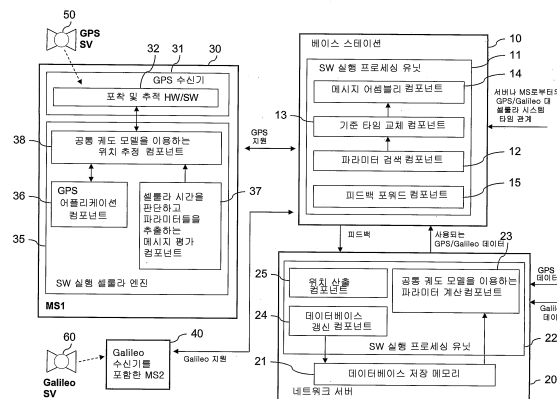 50
GPS
SV
32
31
30
GPS 수신기
포착 및 추적 HW/SW
38
공통 궤도 모델을 이용하는
위치 추정 컴포넌트
36
GPS
어플리케이션
컴포넌트
37
셀룰라 시간을
판단하고
파라미터들을
추출하는
메시지 평가
컴포넌트
35
SW 실행 셀룰라 엔진
MS1
GPS
지원
10
베이스 스테이션
11
SW 실행 프로세싱 유닛
14
메시지 어셈블리 컴포넌트
13
기준 타임 교체 컴포넌트
파라미터 검색 컴포넌트
12
피드백 포워드 컴포넌트
15
서버나 MS로부터의
GPS/Galileo 대
셀룰라 시스템
타임 관계
피드백
사용되는
GPS/Galileo 데이터
23
25
위치 산출
컴포넌트
공통 궤도 모델을 이용하는
파라미터 계산컴포넌트
24
데이터베이스
갱신 컴포넌트
SW 실행 프로세싱 유닛
22
21
데이터베이스 저장 메모리
네트워크 서버
20
GPS
데이터
Galil
데이
60
Galileo
SV
40
Galileo
수신기를
포함한 MS2
Galileo 지원